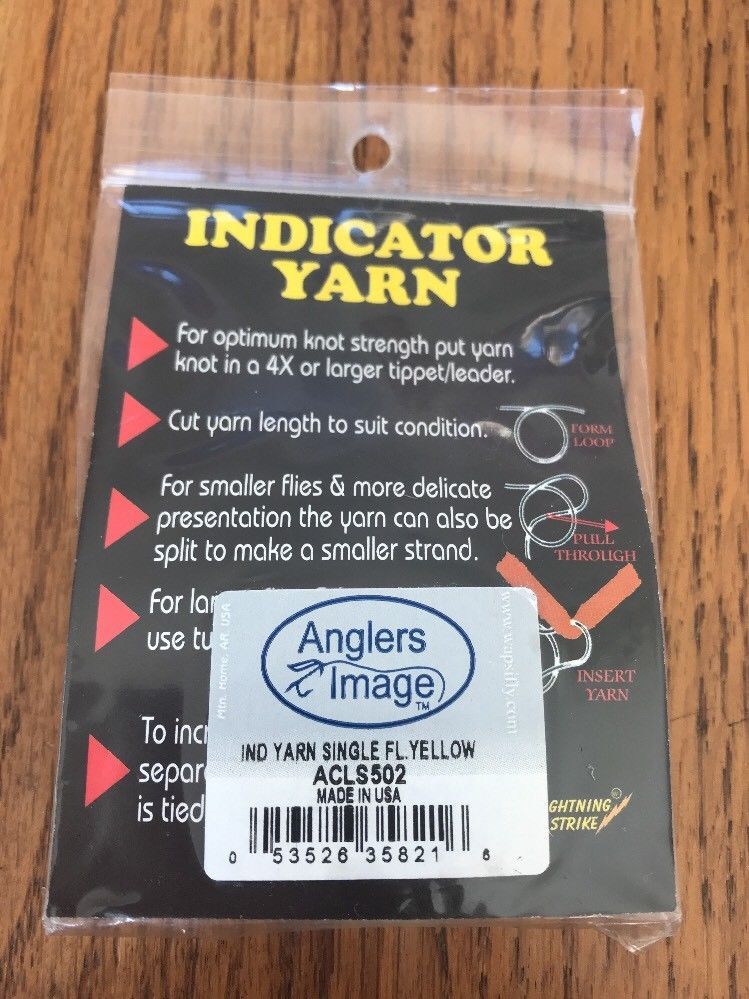 INDICATOR
YARN
For optimum knot strength put yarn
knot in a 4X or larger tippet/leader.
Cut yarn length to suit condition.
FORM
LOOP
For smaller flies & more delicate
presentation the yarn can also be
split to make a smaller strand.
PULL
THROUGH
For lar
use tu
INSERT
YARN
To incr
separ
is tied
GHTNING
STRIKE
Mtn. Home, AR. USA
www.wapsifly.com
Anglers
Image
TM
IND YARN SINGLE FL.YELLOW
ACLS502
MADE IN USA
0 53526 35821 6